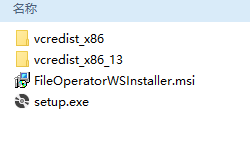 名称
vcredist_x86
vcredist_x86_13
FileOperatorWSInstaller.msi
setup.exe